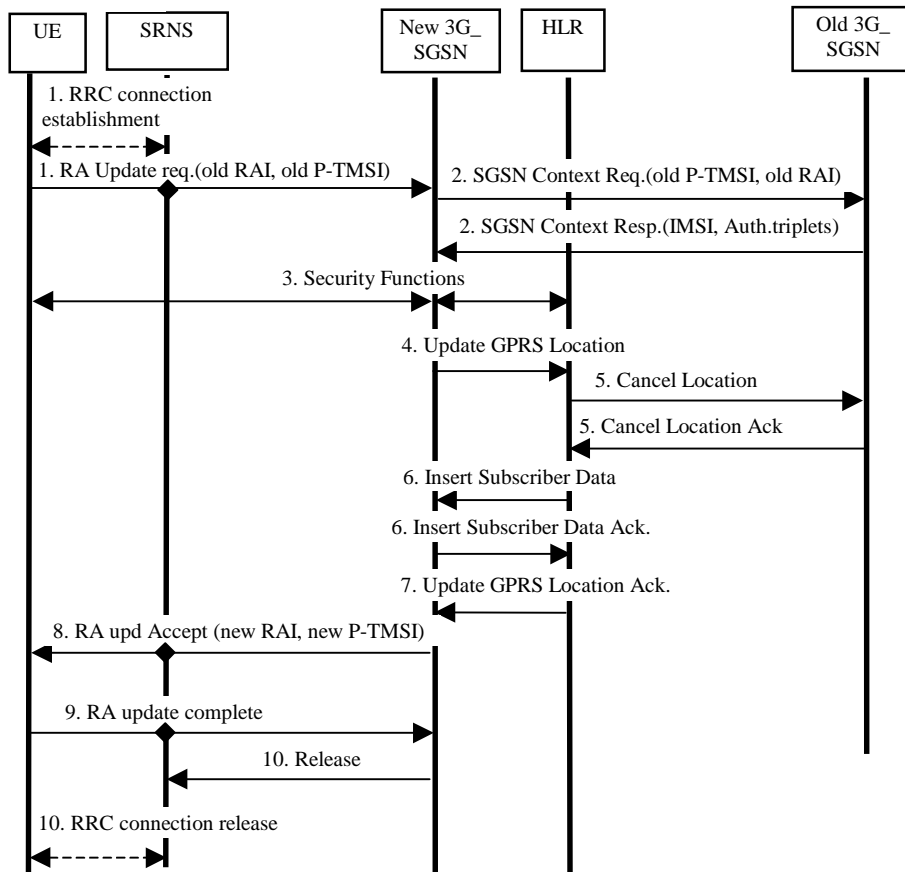 UE
SRNS
New 3G_
SGSN
HLR
Old 3G_
SGSN
1. RRC connection
establishment
1. RA Update req.(old RAI, old P-TMSI)
2. SGSN Context Req.(old P-TMSI, old RAI)
2. SGSN Context Resp.(IMSI, Auth.triplets)
3. Security Functions
4. Update GPRS Location
5. Cancel Location
5. Cancel Location Ack
6. Insert Subscriber Data
6. Insert Subscriber Data Ack.
7. Update GPRS Location Ack.
8. RA upd Accept (new RAI, new P-TMSI)
9. RA update complete
10. Release
10. RRC connection release